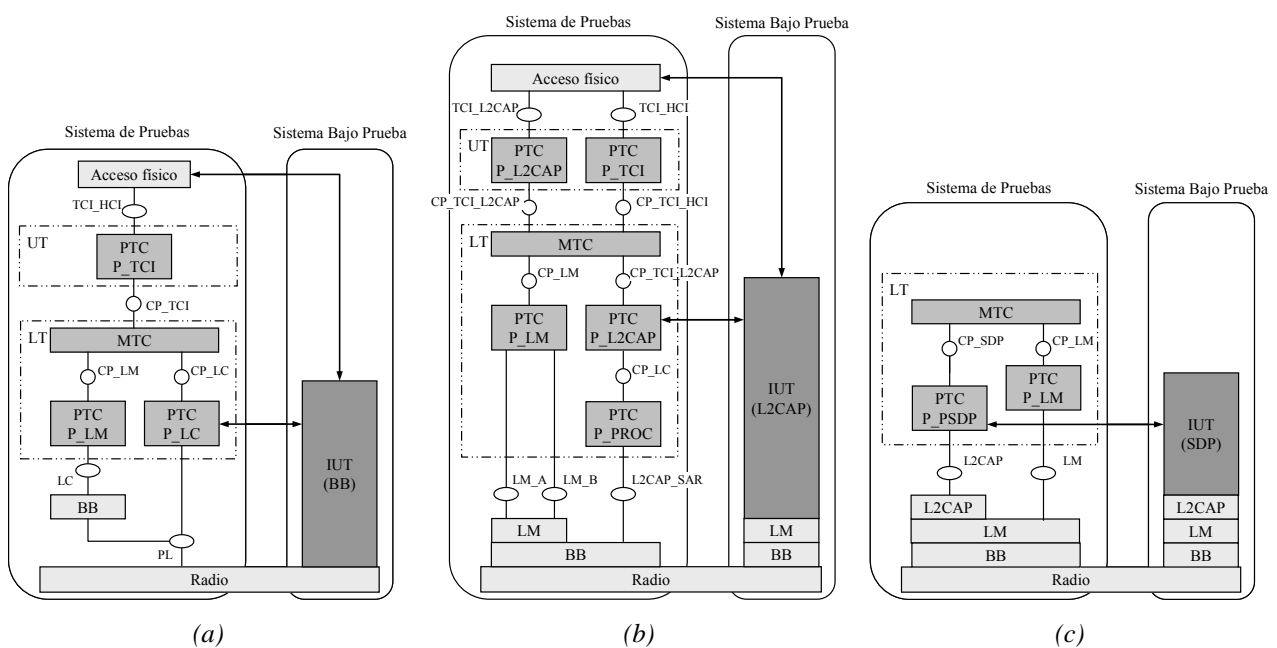 Sistema de Pruebas
Sistema Bajo Prueba
Acceso físico
TCI_HCI
UT
PTC
P_TCI
CP_TCI
LT
MTC
CP_LM
CP_LC
PTC
P_LM
PTC
P_LC
LC
BB
PL
IUT
(BB)
Radio
(a)
Sistema de Pruebas
Sistema Bajo Prueba
Acceso físico
TCI_L2CAP
TCI_HCI
UT
PTC
P_L2CAP
PTC
P_TCI
CP_TCI_L2CAP
CP_TCI_HCI
LT
MTC
CP_LM
CP_TCI_L2CAP
PTC
P_LM
PTC
P_L2CAP
CP_LC
PTC
P_PROC
LM_A
LM_B
L2CAP_SAR
LM
BB
IUT
(L2CAP)
LM
BB
Radio
(b)
Sistema de Pruebas
Sistema Bajo Prueba
LT
MTC
CP_SDP
CP_LM
PTC
P_PSDP
PTC
P_LM
L2CAP
LM
L2CAP
LM
BB
IUT
(SDP)
L2CAP
LM
BB
Radio
(c)